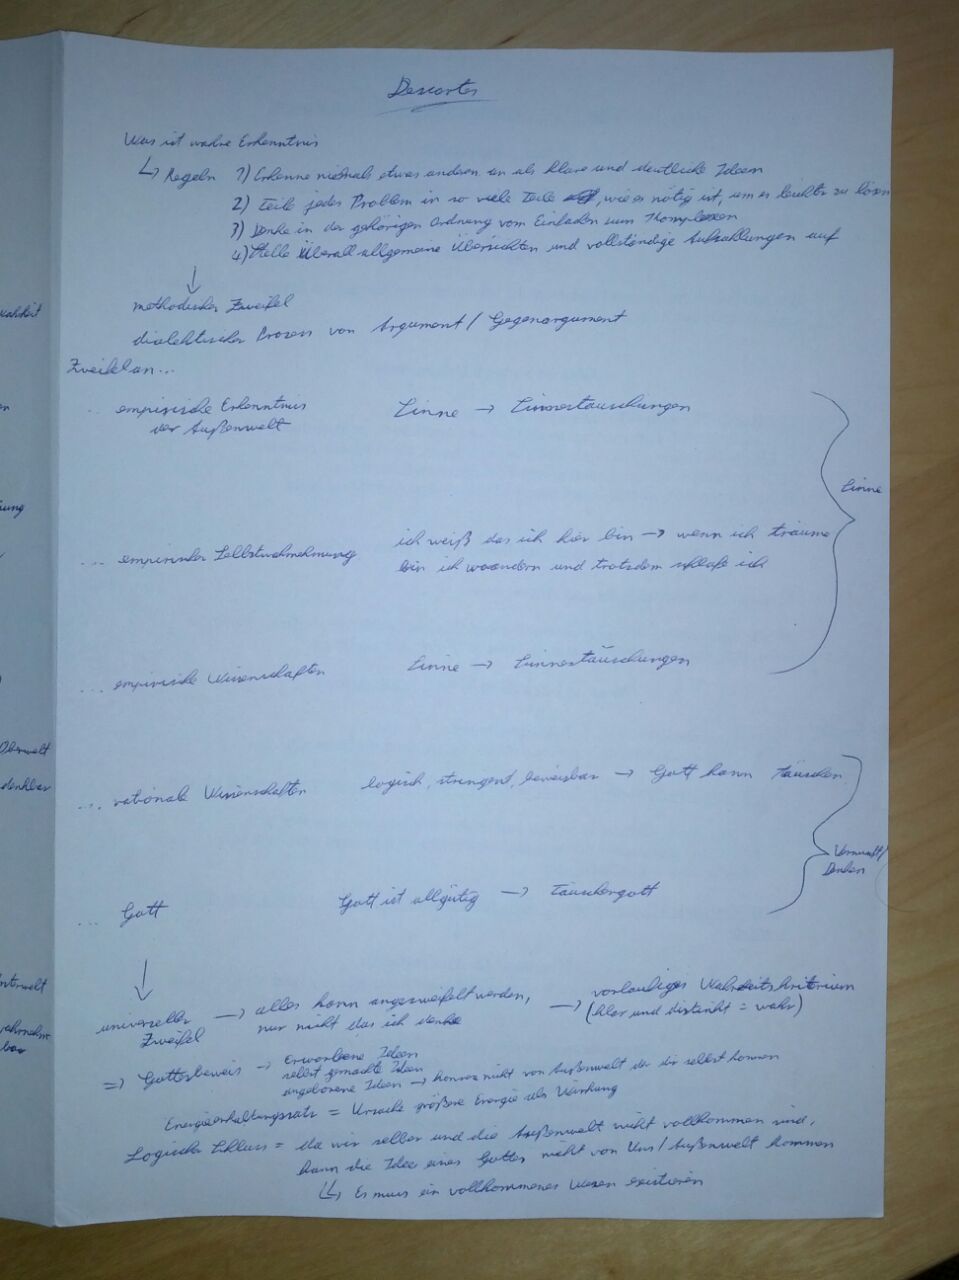 Descartes
Was ist wahre Erkenntnis
↳ Regeln 1) Erkenne niemals etwas anderes an als klare und deutliche Ideen
2) teile jedes Problem in so viele Teile, wie es nötig ist, um es leichter zu lösen
3) Denke in der gehörigen Ordnung vom Einfachen zum Komplexen
4) Stelle überall allgemeine Übersichten und vollständige Aufzählungen auf
↓
methodischer Zweifel
dialektischer Prozess von Argument / Gegenargument
Zweifel an...
... empirische Erkenntnis der Außenwelt
Sinne → Sinnestäuschungen
... empirischer Selbstwahrnehmung
ich weiß das ich hier bin → wenn ich träume
bin ich woandern und trotzdem schlafe ich
... empirische Wissenschaften
Sinne → Sinnestäuschungen
Sinne
... rationale Wissenschaften
logisch, stringent, beweisbar → Gott kann täuschen
... Gott
Gott ist allgütig → Täuschergott
Vernunft/
Denken
↓
universeller Zweifel → alles kann angezweifelt werden,
nur nicht das ich denke
→ vorläufiges Wahrheitskriterium
(klar und distinkt = wahr)
⇒ Gottesbeweis → Erworbene Ideen
selbst gemachte Ideen
angeborene Ideen → können nicht von Außenwelt oder dir selbst kommen
Energieerhaltungssatz = Ursache größere Energie als Wirkung
Logischer Schluss = da wir selber und die Außenwelt nicht vollkommen sind,
kann die Idee eines Gottes nicht von Uns / Außenwelt kommen
↳ Es muss ein vollkommenes Wesen existieren
Oberwelt
denkbar